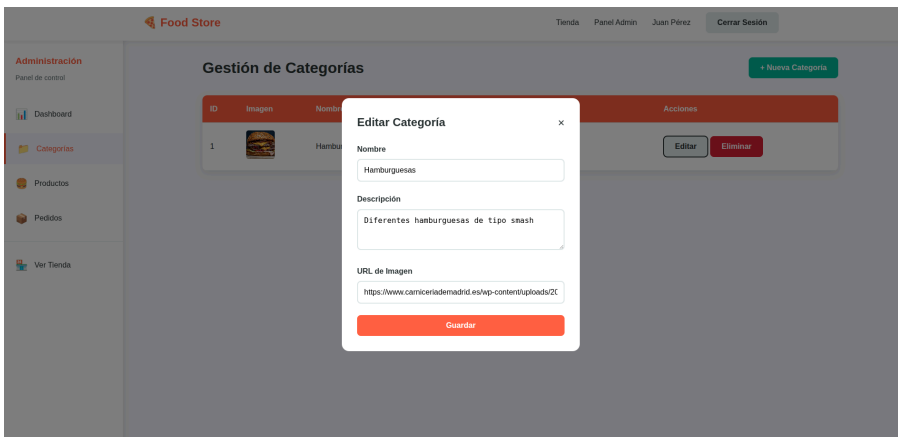 Food Store
Tienda Panel Admin Juan Pérez Cerrar Sesión
Administración
Panel de control
Dashboard
Categorías
Productos
Pedidos
Ver Tienda
Gestión de Categorías
+ Nueva Categoría
ID Imagen Acciones
1 Editar Eliminar
Editar Categoría ×
Nombre
Hamburguesas
Descripción
Diferentes hamburguesas de tipo smash
URL de Imagen
https://www.carniceriademadrid.es/wp-content/uploads/20
Guardar